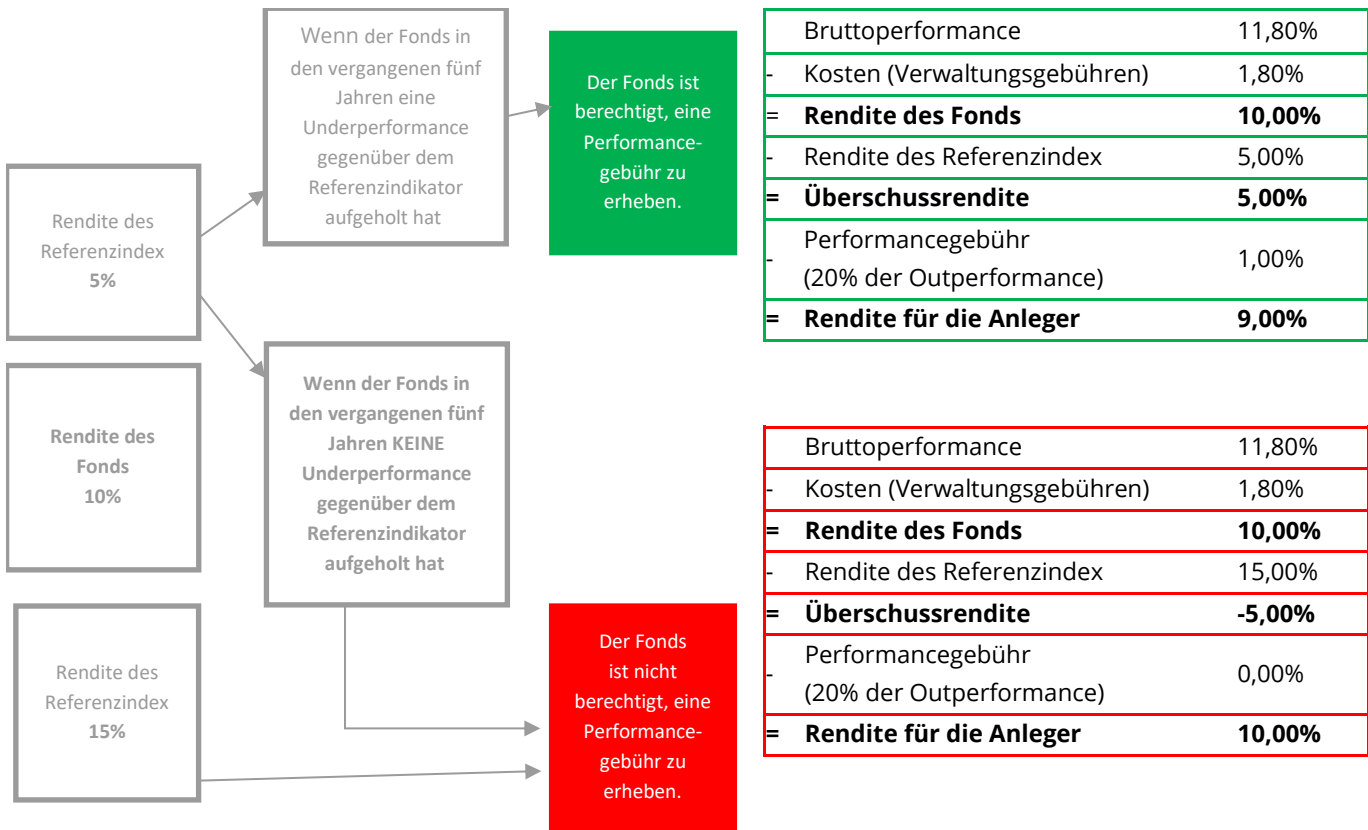 Rendite des
Referenzindex
5%
Rendite des
Fonds
10%
Rendite des
Referenzindex
15%
Wenn der Fonds in
den vergangenen fünf
Jahren eine
Underperformance
gegenüber dem
Referenzindikator
aufgeholt hat
Wenn der Fonds in
den vergangenen fünf
Jahren KEINE
Underperformance
gegenüber dem
Referenzindikator
aufgeholt hat
Der Fonds ist
berechtigt, eine
Performance-
gebühr zu
erheben.
Der Fonds
ist nicht
berechtigt, eine
Performance-
gebühr zu
erheben.
Bruttoperformance 11,80%
- Kosten (Verwaltungsgebühren) 1,80%
= Rendite des Fonds 10,00%
- Rendite des Referenzindex 5,00%
= Überschussrendite 5,00%
- Performancegebühr
(20% der Outperformance) 1,00%
= Rendite für die Anleger 9,00%
Bruttoperformance 11,80%
- Kosten (Verwaltungsgebühren) 1,80%
= Rendite des Fonds 10,00%
- Rendite des Referenzindex 15,00%
= Überschussrendite -5,00%
- Performancegebühr
(20% der Outperformance) 0,00%
= Rendite für die Anleger 10,00%